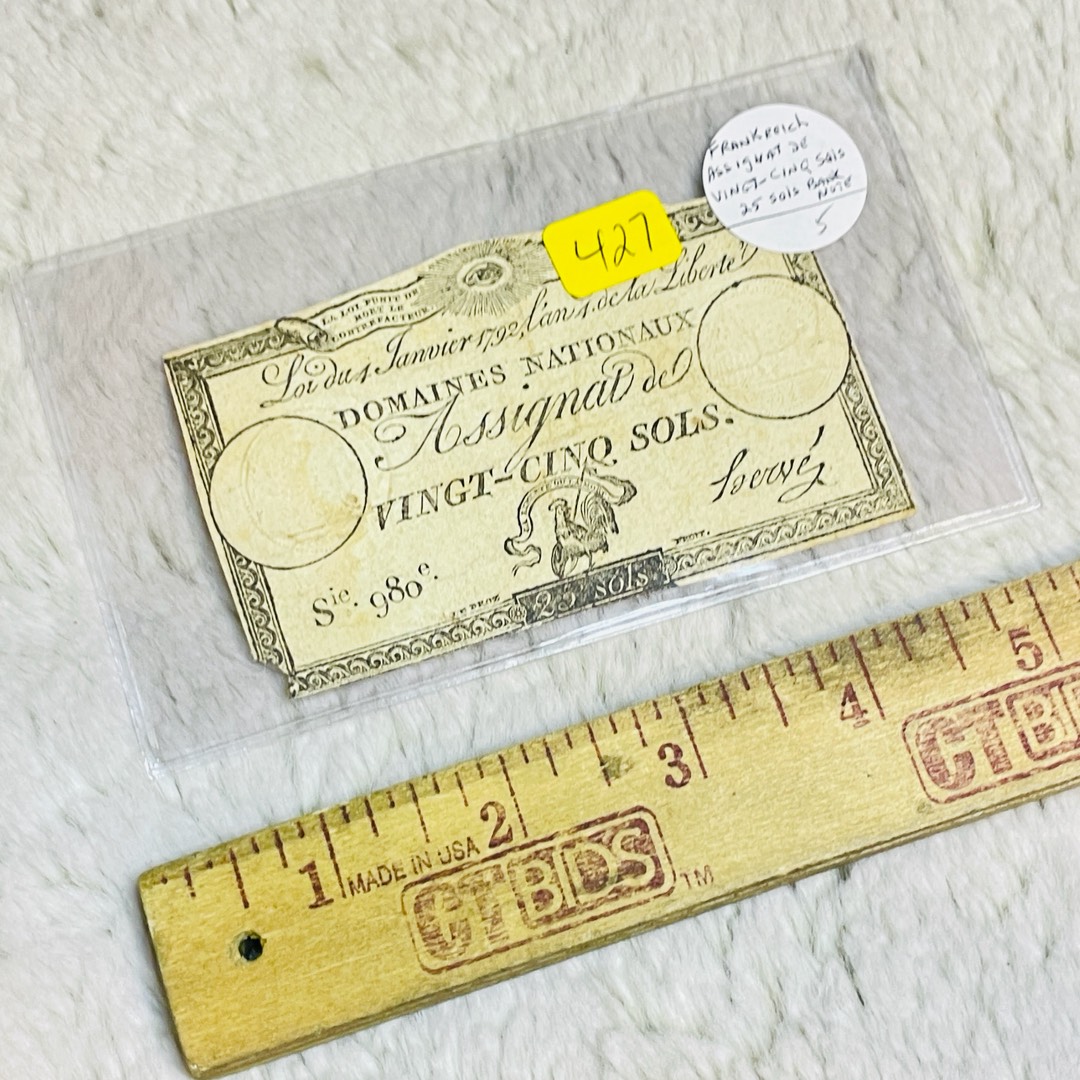 FRANKREICH
ASSIGNAT DE
VINGT-CINQ SOLS
25 SOLS BANK
NOTE
5
427
LA LOI PUNIT DE
MORT LE
CONTREFACTEUR
Loi du 4 Janvier 1792, l'an 4. de la Liberté
DOMAINES NATIONAUX
Assignat de
VINGT-CINQ SOLS.
hervé
Sie. 980e.
25 sols.
1 2 3 4 5
MADE IN USA
CTBIDS TM
CTBI